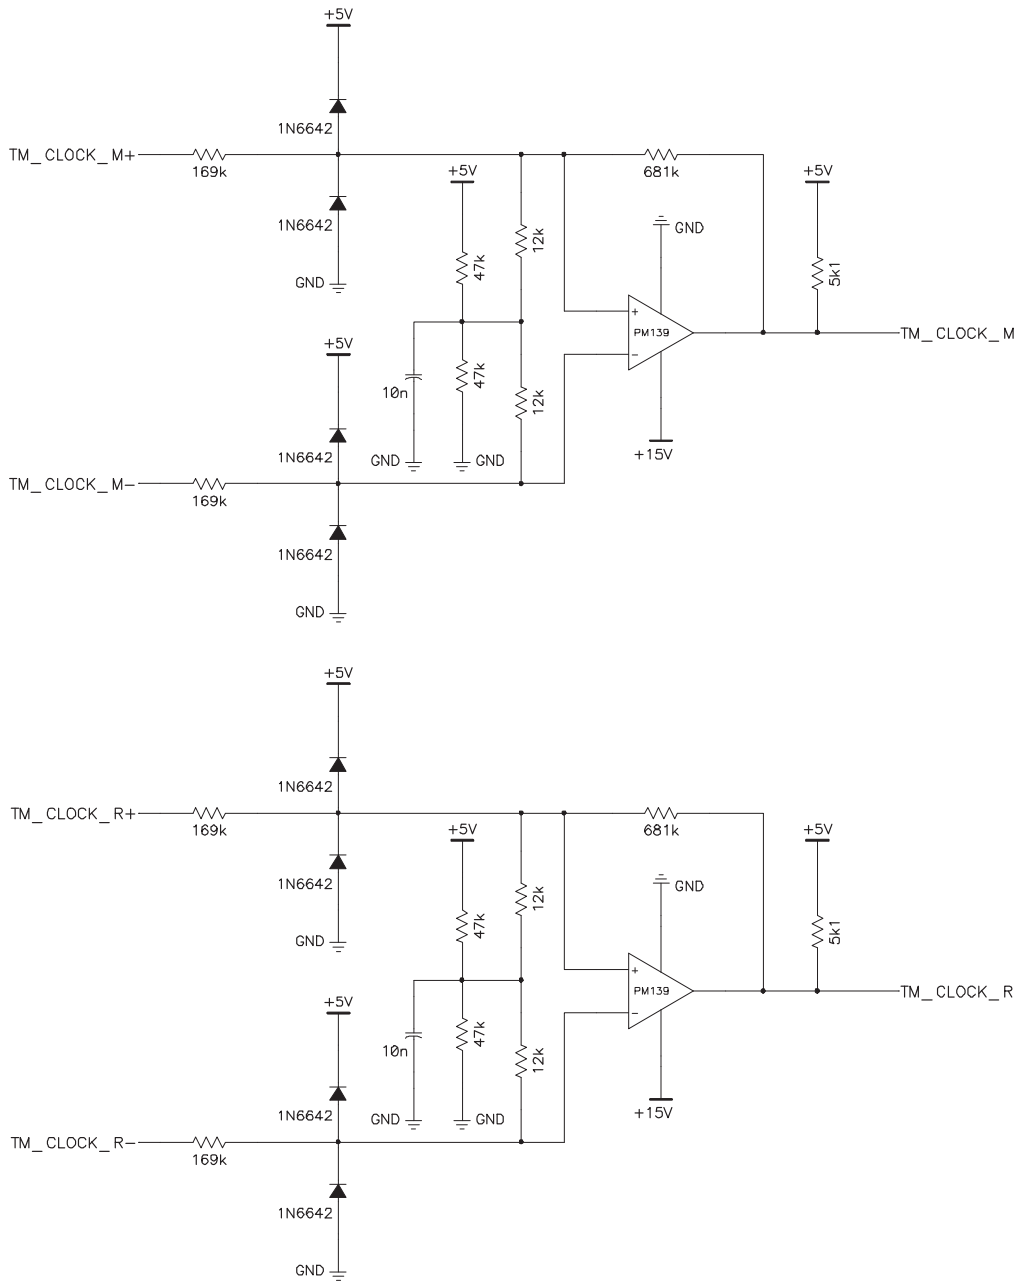 +5V
1N6642
TM_CLOCK_M+
169k
681k
+5V
+5V
1N6642
GND
12k
47k
5k1
GND
+
PM139
-
TM_CLOCK_M
+5V
10n
47k
12k
1N6642
GND
GND
+15V
TM_CLOCK_M-
169k
1N6642
GND
+5V
1N6642
TM_CLOCK_R+
169k
681k
+5V
+5V
1N6642
GND
12k
47k
5k1
GND
+
PM139
-
TM_CLOCK_R
+5V
10n
47k
12k
1N6642
GND
GND
+15V
TM_CLOCK_R-
169k
1N6642
GND